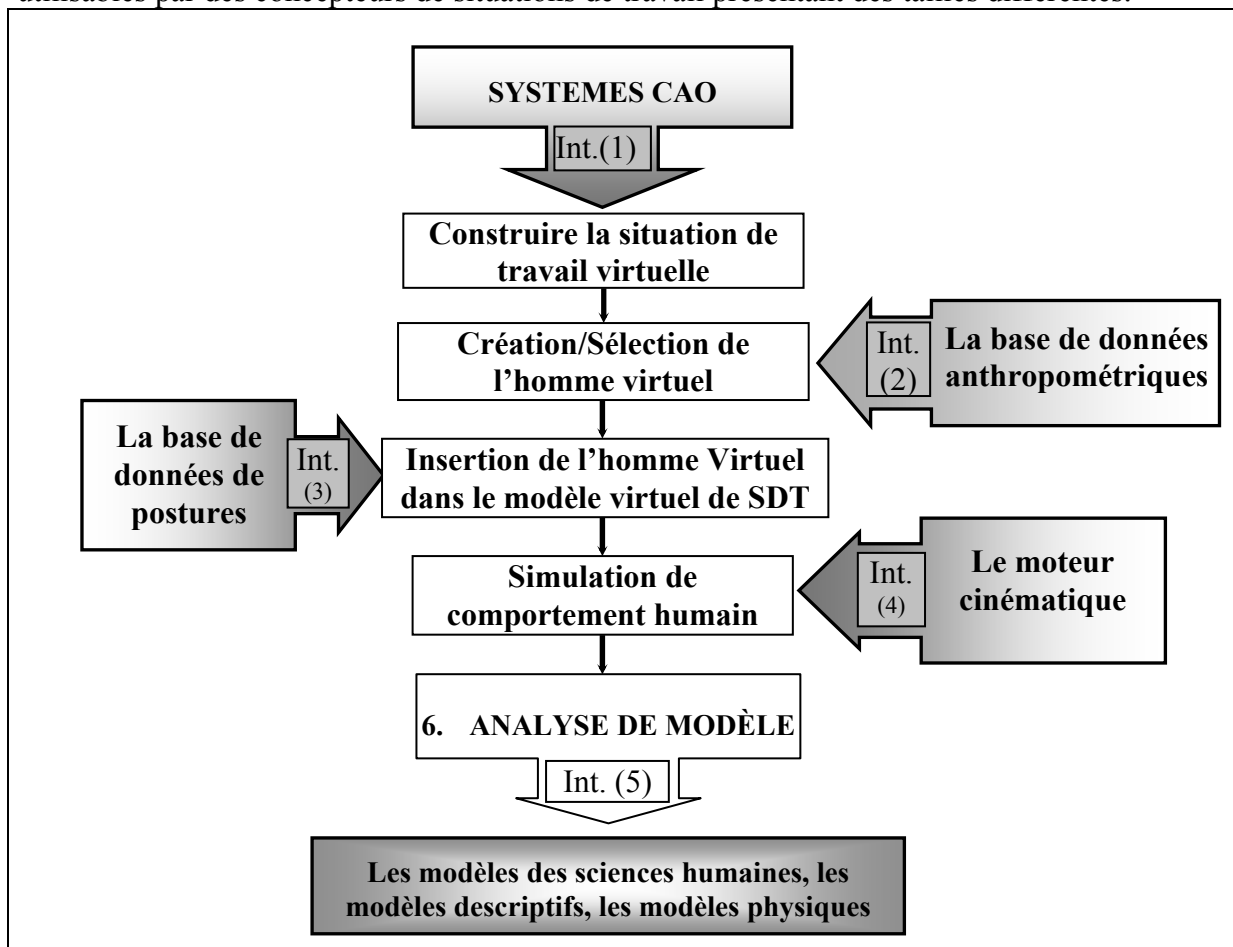 utilisables par des concepteurs de situations de travail présentant des tailles différentes.
SYSTEMES CAO
Int.(1)
Construire la situation de
travail virtuelle
Création/Sélection de
l’homme virtuel
Int.
(2)
La base de données
anthropométriques
La base de
données de
postures
Int.
(3)
Insertion de l’homme Virtuel
dans le modèle virtuel de SDT
Simulation de
comportement humain
Int.
(4)
Le moteur
cinématique
6. ANALYSE DE MODÈLE
Int. (5)
Les modèles des sciences humaines, les
modèles descriptifs, les modèles physiques